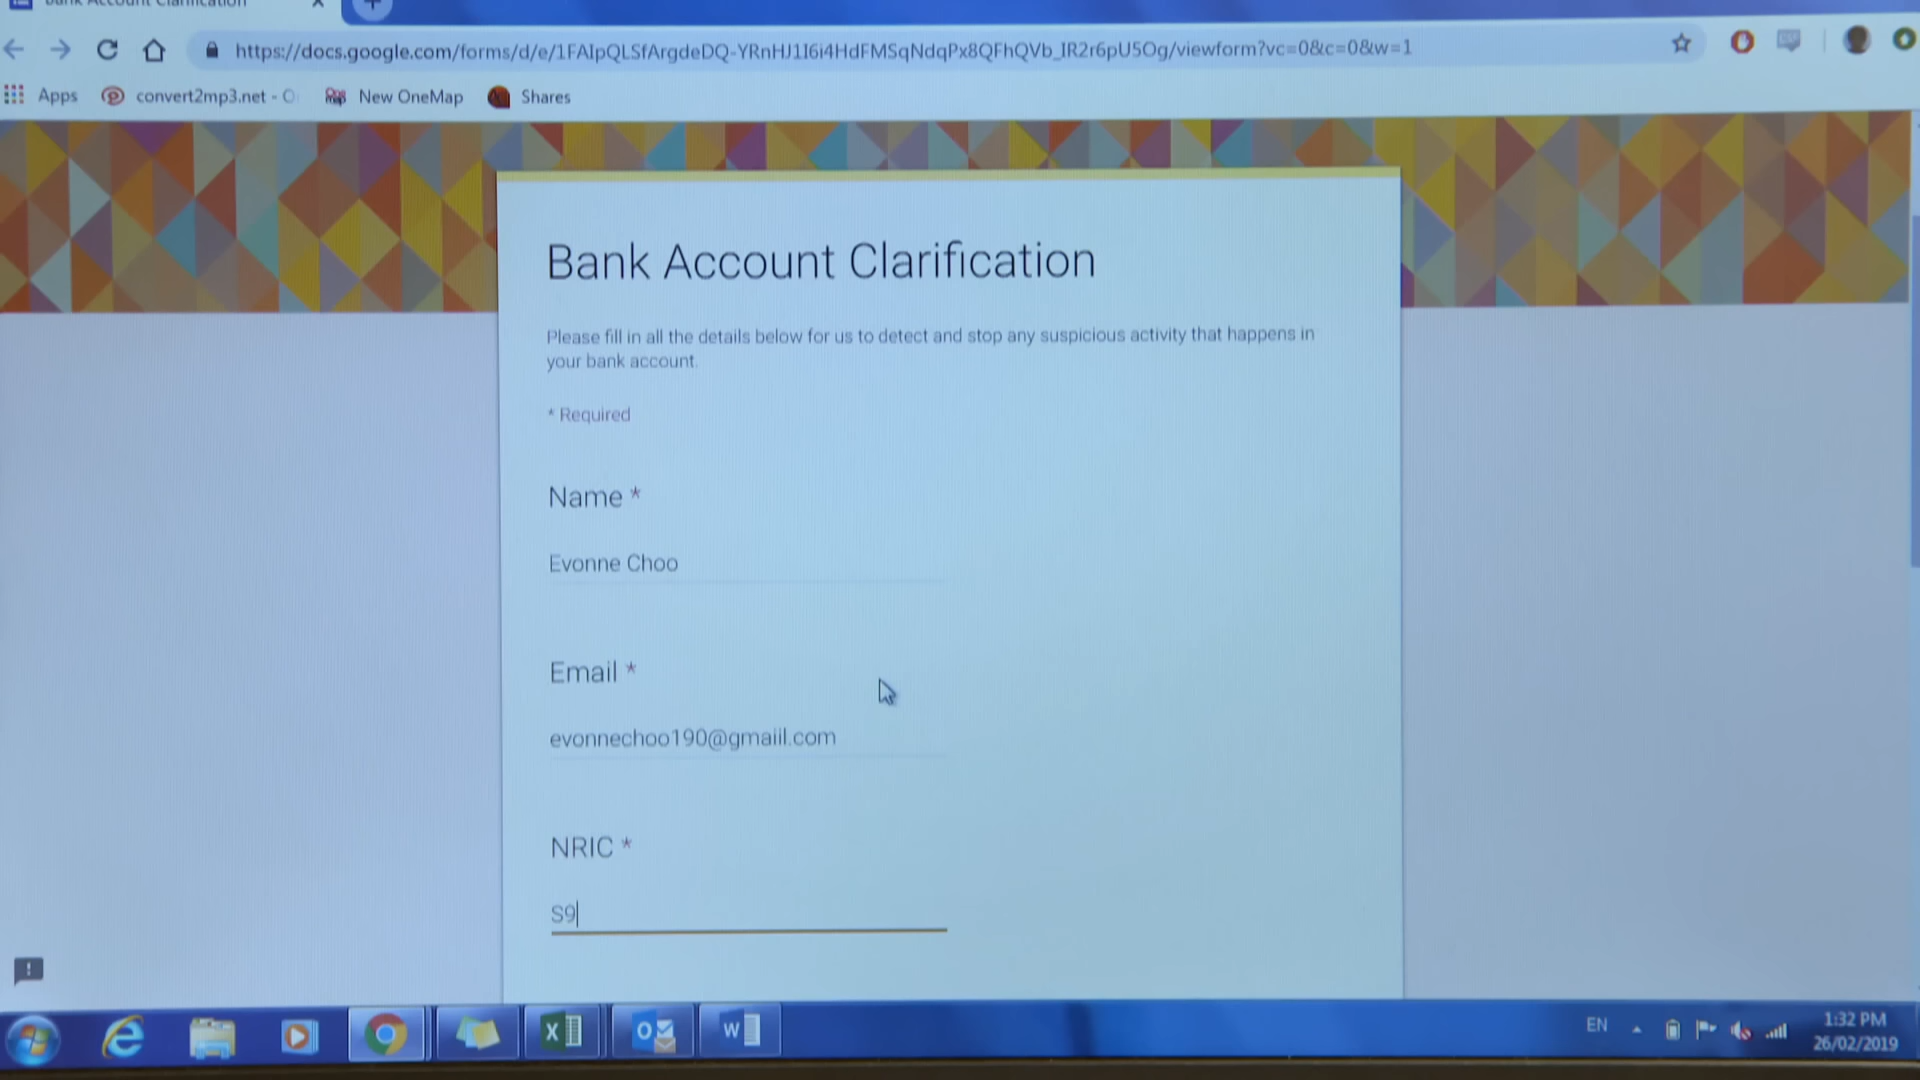 Bank Account Clarification
https://docs.google.com/forms/d/e/1FAIpQLSfArgdeDQ-YRnHJ1I6i4HdFMSqNdqPx8QFhQVb_IR2r6pU5Og/viewform?vc=0&c=0&w=1
Apps convert2mp3.net - New OneMap Shares
Bank Account Clarification
Please fill in all the details below for us to detect and stop any suspicious activity that happens in
your bank account.
* Required
Name *
Evonne Choo
Email *
evonnechoo190@gmaiil.com
NRIC *
S9
EN
1:32 PM
26/02/2019